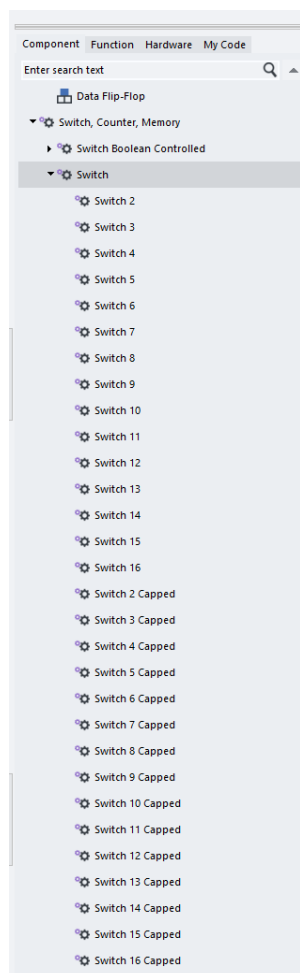 Component Function Hardware My Code
Enter search text
Data Flip-Flop
Switch, Counter, Memory
Switch Boolean Controlled
Switch
Switch 2
Switch 3
Switch 4
Switch 5
Switch 6
Switch 7
Switch 8
Switch 9
Switch 10
Switch 11
Switch 12
Switch 13
Switch 14
Switch 15
Switch 16
Switch 2 Capped
Switch 3 Capped
Switch 4 Capped
Switch 5 Capped
Switch 6 Capped
Switch 7 Capped
Switch 8 Capped
Switch 9 Capped
Switch 10 Capped
Switch 11 Capped
Switch 12 Capped
Switch 13 Capped
Switch 14 Capped
Switch 15 Capped
Switch 16 Capped